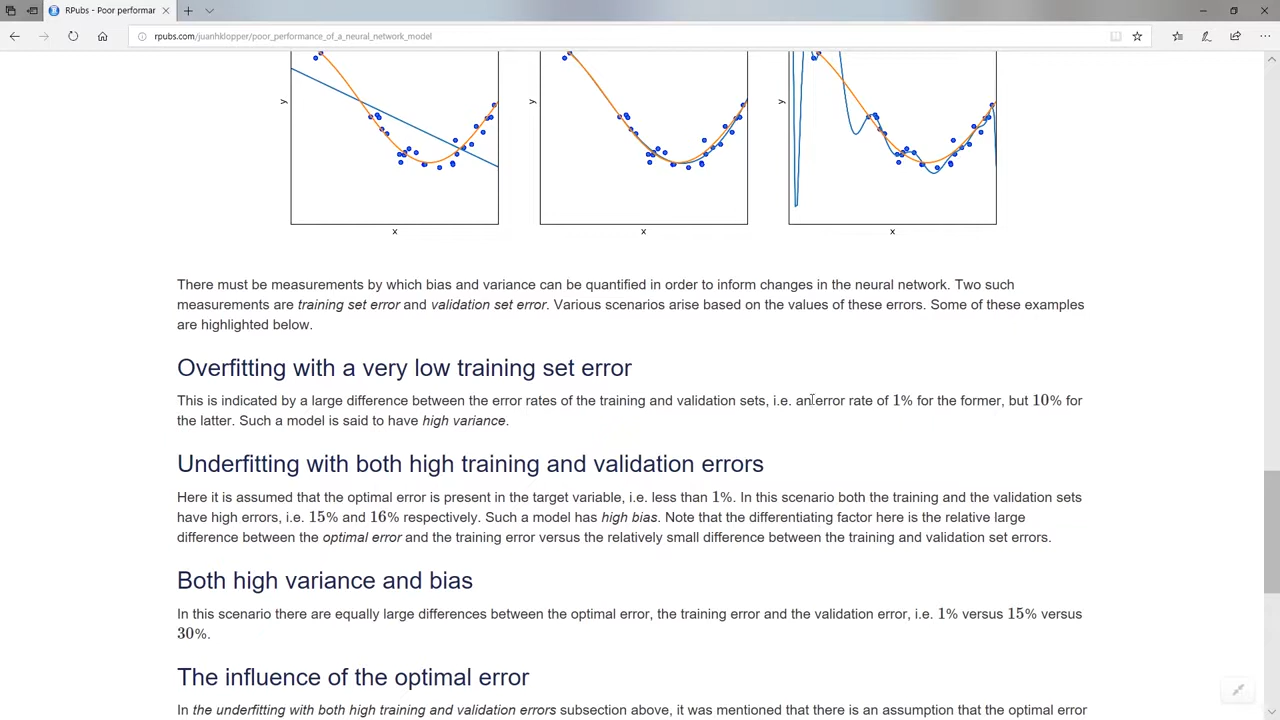 RPubs - Poor performar
rpubs.com/juanhklopper/poor_performance_of_a_neural_network_model
y
y
y
x
x
x
There must be measurements by which bias and variance can be quantified in order to inform changes in the neural network. Two such
measurements are training set error and validation set error. Various scenarios arise based on the values of these errors. Some of these examples
are highlighted below.
Overfitting with a very low training set error
This is indicated by a large difference between the error rates of the training and validation sets, i.e. an error rate of 1% for the former, but 10% for
the latter. Such a model is said to have high variance.
Underfitting with both high training and validation errors
Here it is assumed that the optimal error is present in the target variable, i.e. less than 1%. In this scenario both the training and the validation sets
have high errors, i.e. 15% and 16% respectively. Such a model has high bias. Note that the differentiating factor here is the relative large
difference between the optimal error and the training error versus the relatively small difference between the training and validation set errors.
Both high variance and bias
In this scenario there are equally large differences between the optimal error, the training error and the validation error, i.e. 1% versus 15% versus
30%.
The influence of the optimal error
In the underfitting with both high training and validation errors subsection above, it was mentioned that there is an assumption that the optimal error